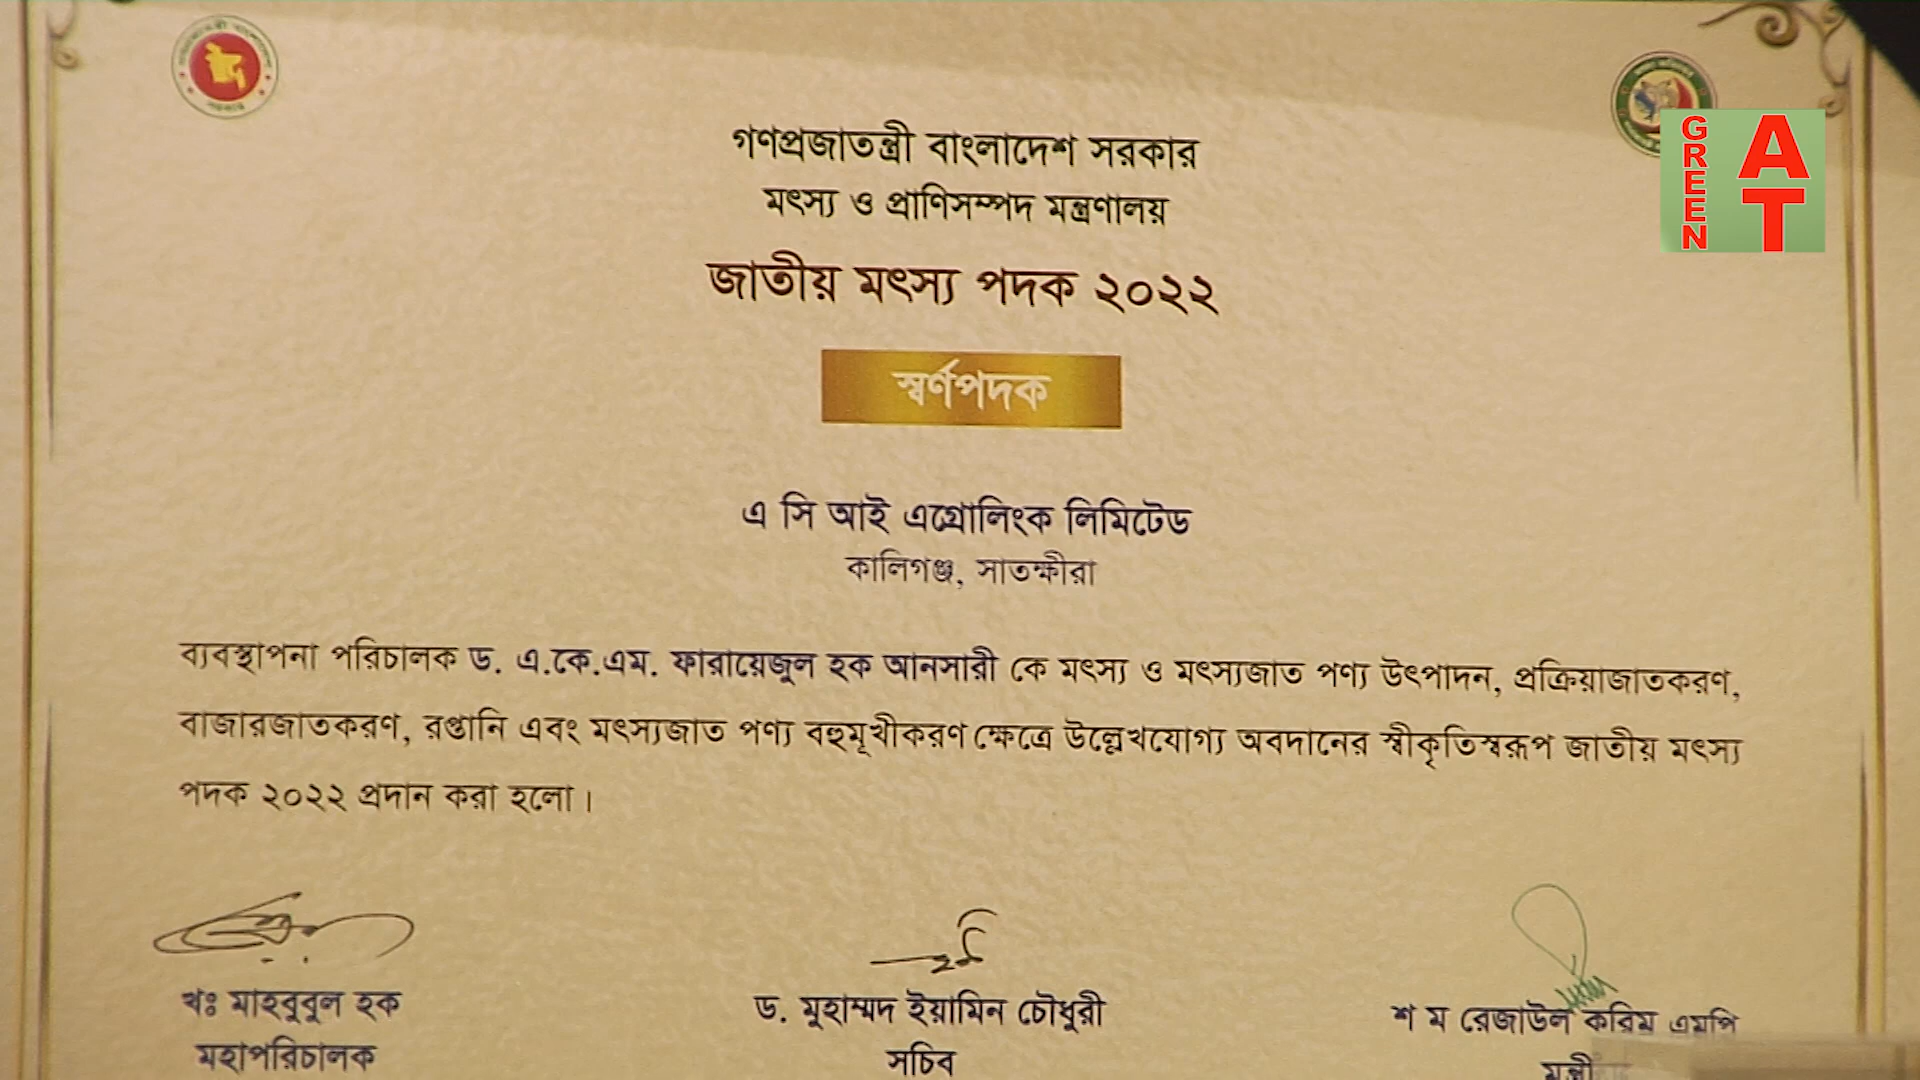 গণপ্রজাতন্ত্রী বাংলাদেশ সরকার
মৎস্য ও প্রাণিসম্পদ মন্ত্রণালয়
জাতীয় মৎস্য পদক ২০২২
স্বর্ণপদক
এ সি আই এগ্রোলিংক লিমিটেড
কালিগঞ্জ, সাতক্ষীরা
ব্যবস্থাপনা পরিচালক ড. এ.কে.এম. ফারায়েজুল হক আনসারী কে মৎস্য ও মৎস্যজাত পণ্য উৎপাদন, প্রক্রিয়াজাতকরণ,
বাজারজাতকরণ, রপ্তানি এবং মৎস্যজাত পণ্য বহুমূখীকরণ ক্ষেত্রে উল্লেখযোগ্য অবদানের স্বীকৃতিস্বরূপ জাতীয় মৎস্য
পদক ২০২২ প্রদান করা হলো।
খঃ মাহবুবুল হক
মহাপরিচালক
ড. মুহাম্মদ ইয়ামিন চৌধুরী
সচিব
শ ম রেজাউল করিম এমপি
মন্ত্রী
GREEN
AT